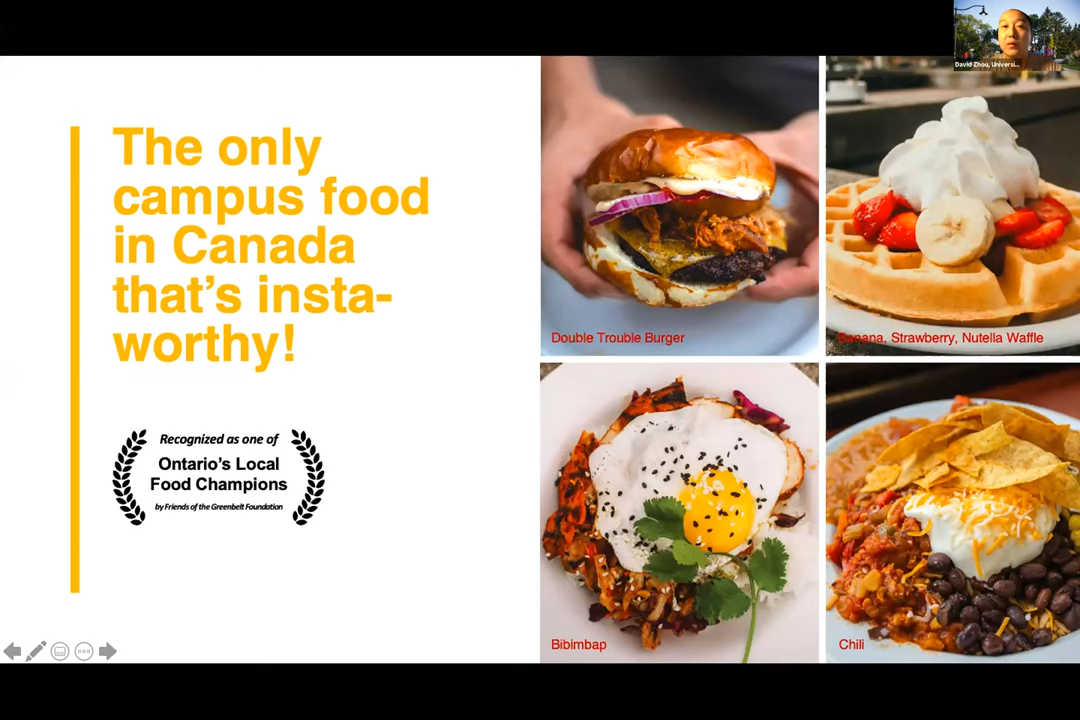 David Zhou, Universi...
The only
campus food
in Canada
that's insta-
worthy!
Recognized as one of
Ontario's Local
Food Champions
by Friends of the Greenbelt Foundation
Double Trouble Burger
Banana, Strawberry, Nutella Waffle
Bibimbap
Chili